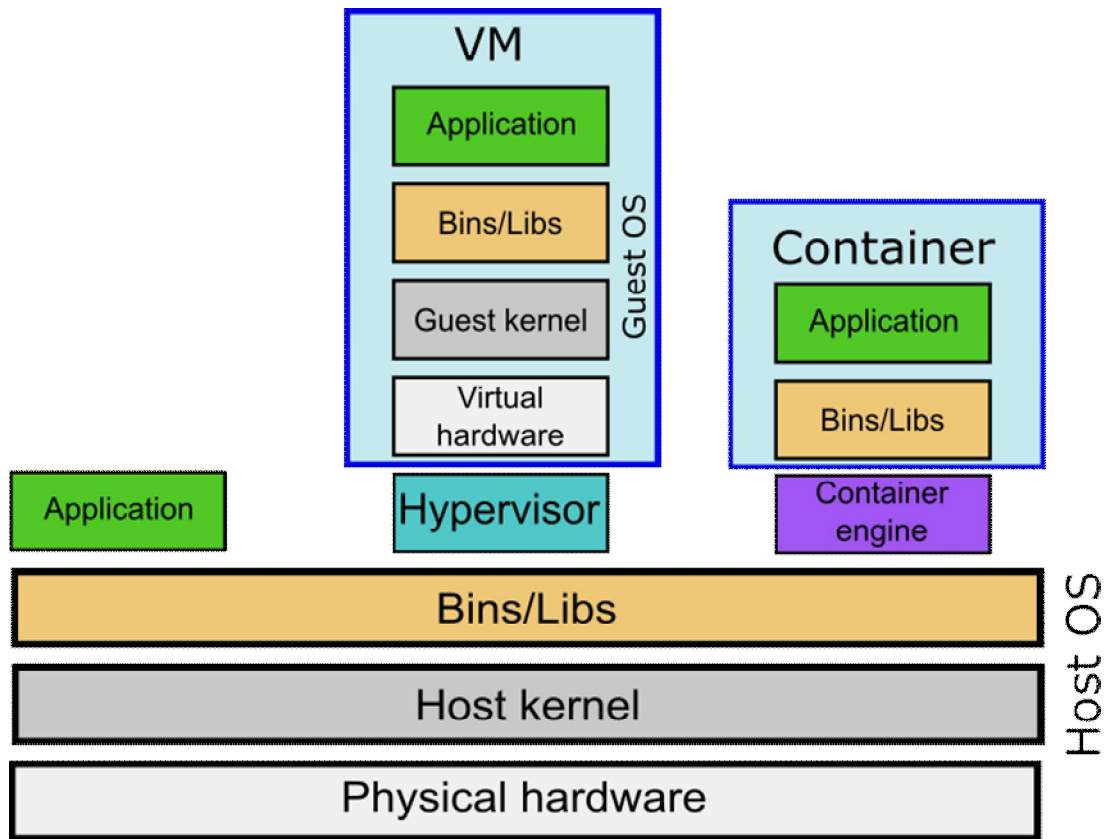 VM
Application
Bins/Libs
Guest kernel
Virtual
hardware
Guest OS
Container
Application
Bins/Libs
Application
Hypervisor
Container
engine
Bins/Libs
Host kernel
Physical hardware
Host OS